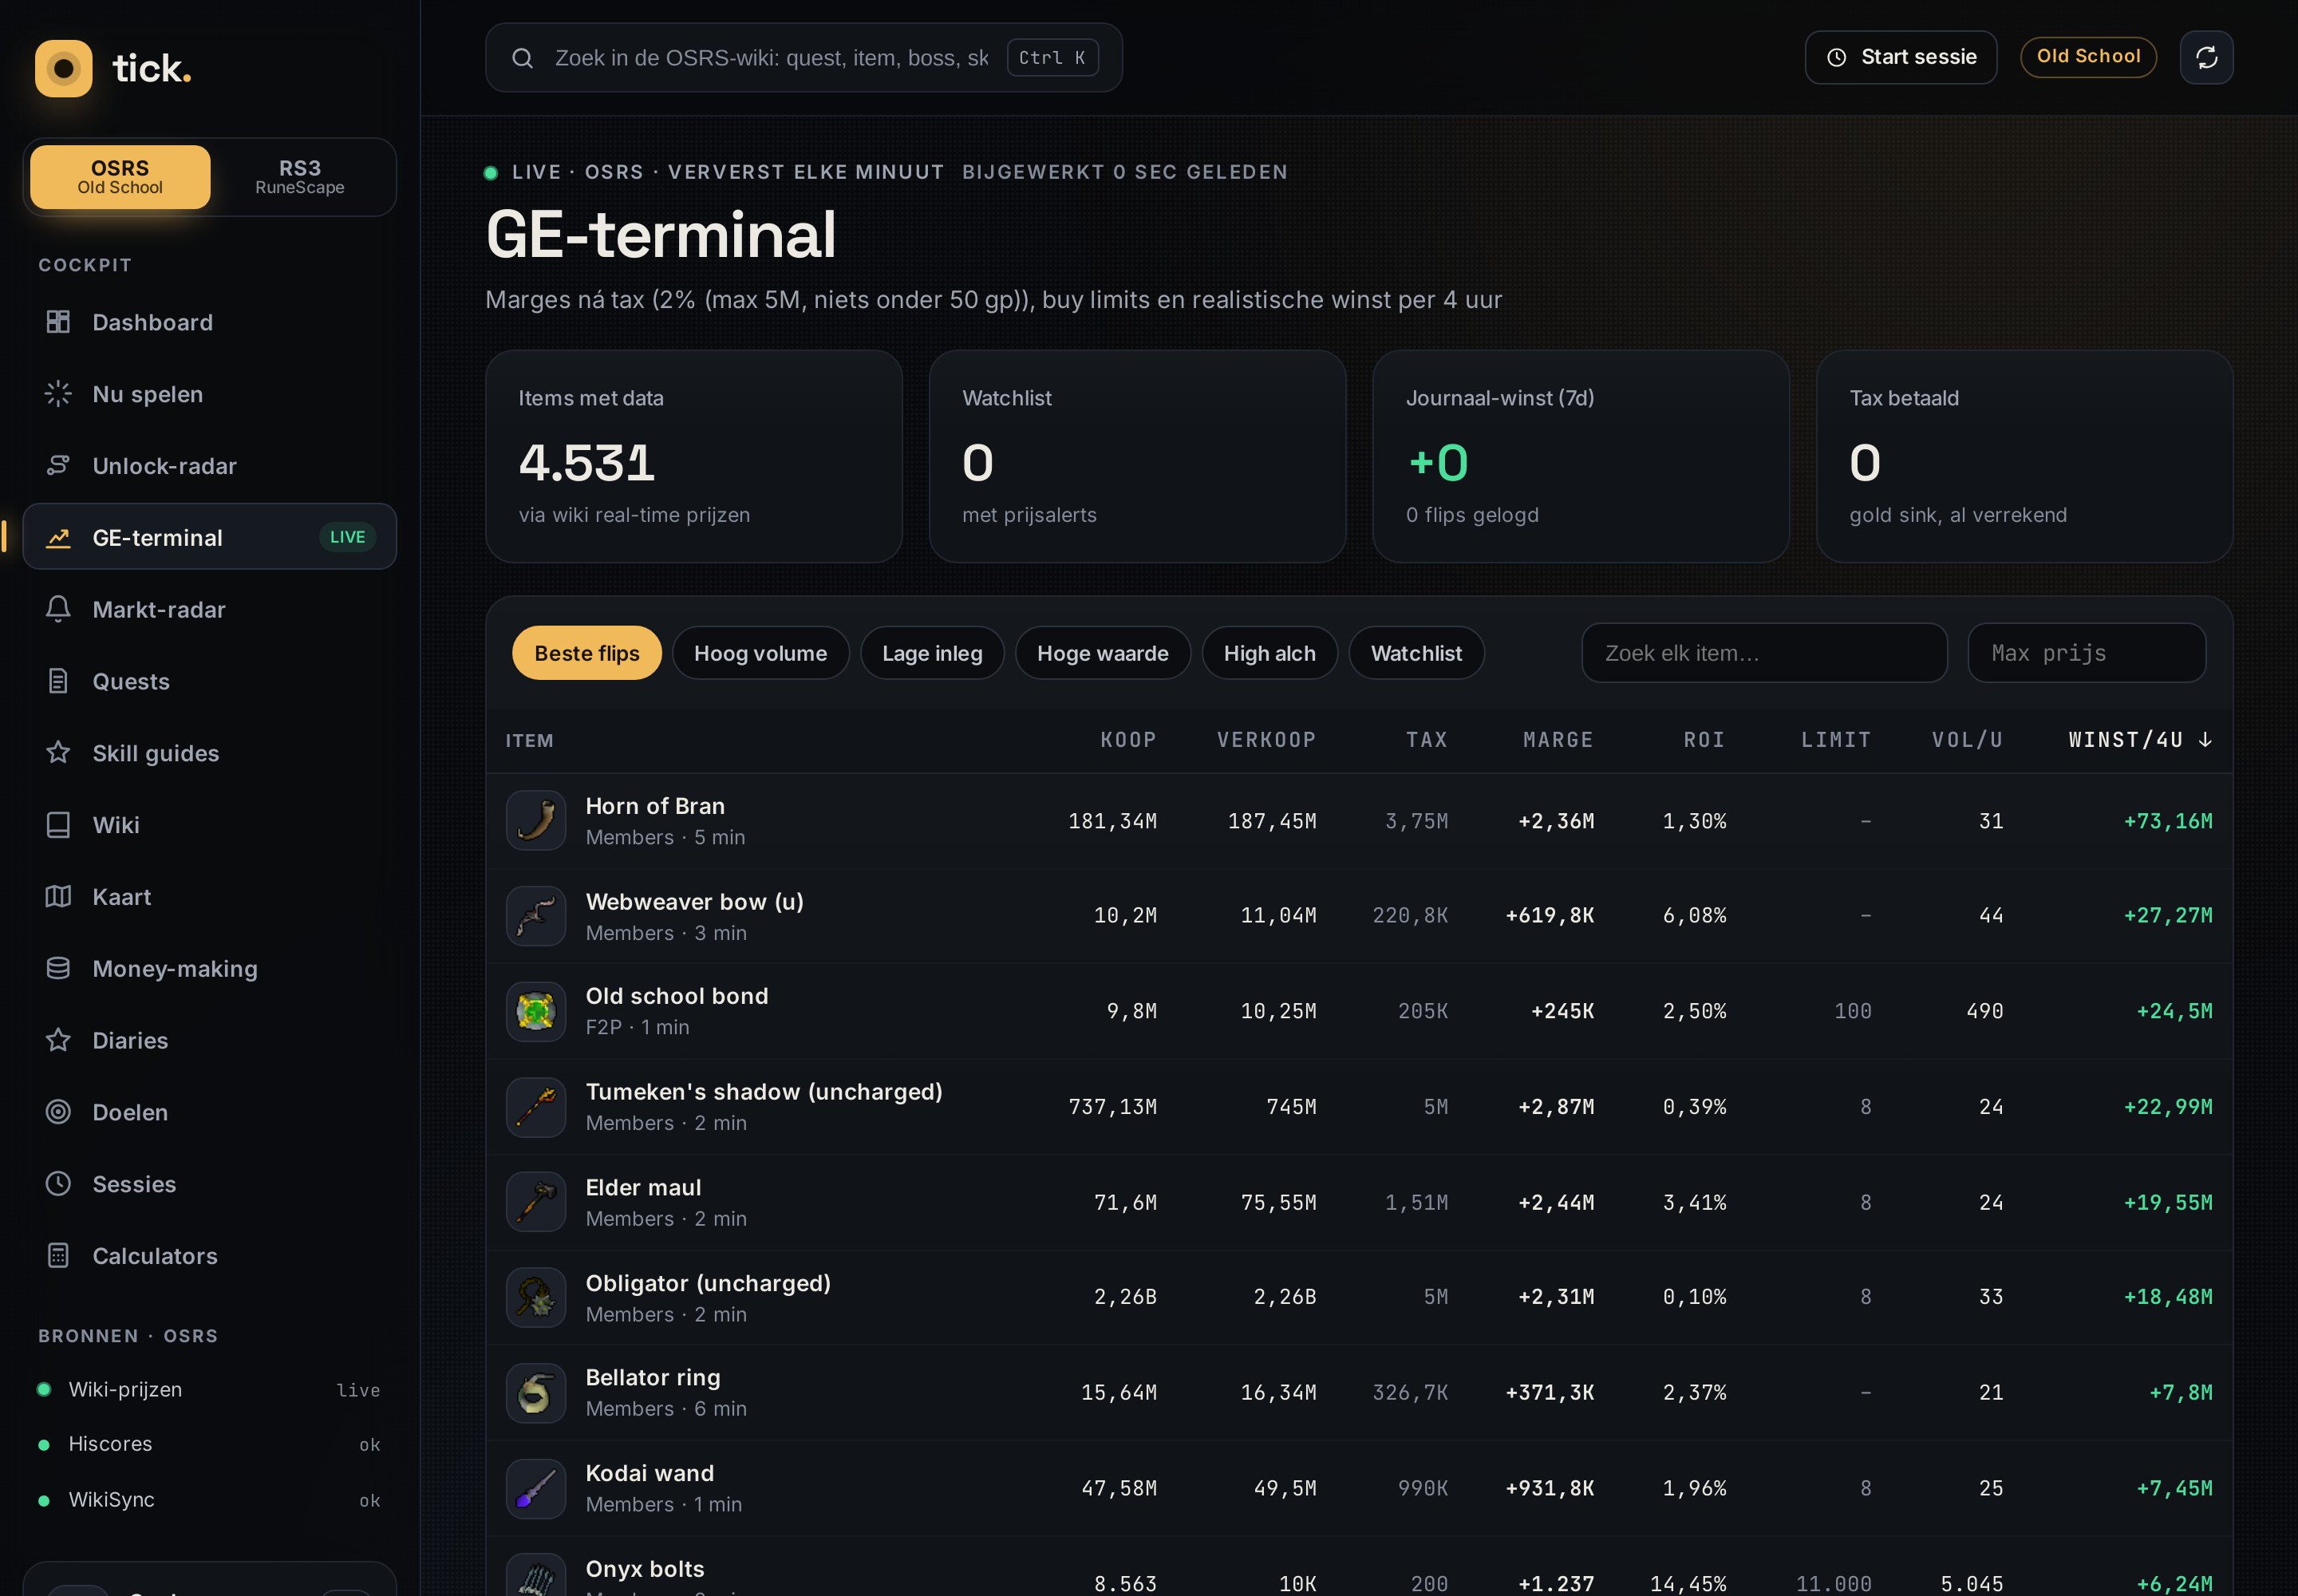 tick.
Zoek in de OSRS-wiki: quest, item, boss, sk
Ctrl K
Start sessie
Old School
OSRS
Old School
RS3
RuneScape
COCKPIT
Dashboard
Nu spelen
Unlock-radar
GE-terminal LIVE
Markt-radar
Quests
Skill guides
Wiki
Kaart
Money-making
Diaries
Doelen
Sessies
Calculators
BRONNEN · OSRS
Wiki-prijzen live
Hiscores ok
WikiSync ok
LIVE · OSRS · VERVERST ELKE MINUUT BIJGEWERKT 0 SEC GELEDEN
GE-terminal
Marges ná tax (2% (max 5M, niets onder 50 gp)), buy limits en realistische winst per 4 uur
Items met data
4.531
via wiki real-time prijzen
Watchlist
0
met prijsalerts
Journaal-winst (7d)
+0
0 flips gelogd
Tax betaald
0
gold sink, al verrekend
Beste flips Hoog volume Lage inleg Hoge waarde High alch Watchlist Zoek elk item… Max prijs
ITEM KOOP VERKOOP TAX MARGE ROI LIMIT VOL/U WINST/4U ↓
Horn of Bran
Members · 5 min
181,34M 187,45M 3,75M +2,36M 1,30% – 31 +73,16M
Webweaver bow (u)
Members · 3 min
10,2M 11,04M 220,8K +619,8K 6,08% – 44 +27,27M
Old school bond
F2P · 1 min
9,8M 10,25M 205K +245K 2,50% 100 490 +24,5M
Tumeken's shadow (uncharged)
Members · 2 min
737,13M 745M 5M +2,87M 0,39% 8 24 +22,99M
Elder maul
Members · 2 min
71,6M 75,55M 1,51M +2,44M 3,41% 8 24 +19,55M
Obligator (uncharged)
Members · 2 min
2,26B 2,26B 5M +2,31M 0,10% 8 33 +18,48M
Bellator ring
Members · 6 min
15,64M 16,34M 326,7K +371,3K 2,37% – 21 +7,8M
Kodai wand
Members · 1 min
47,58M 49,5M 990K +931,8K 1,96% 8 25 +7,45M
Onyx bolts
8.563 10K 200 +1.237 14,45% 11.000 5.045 +6,24M